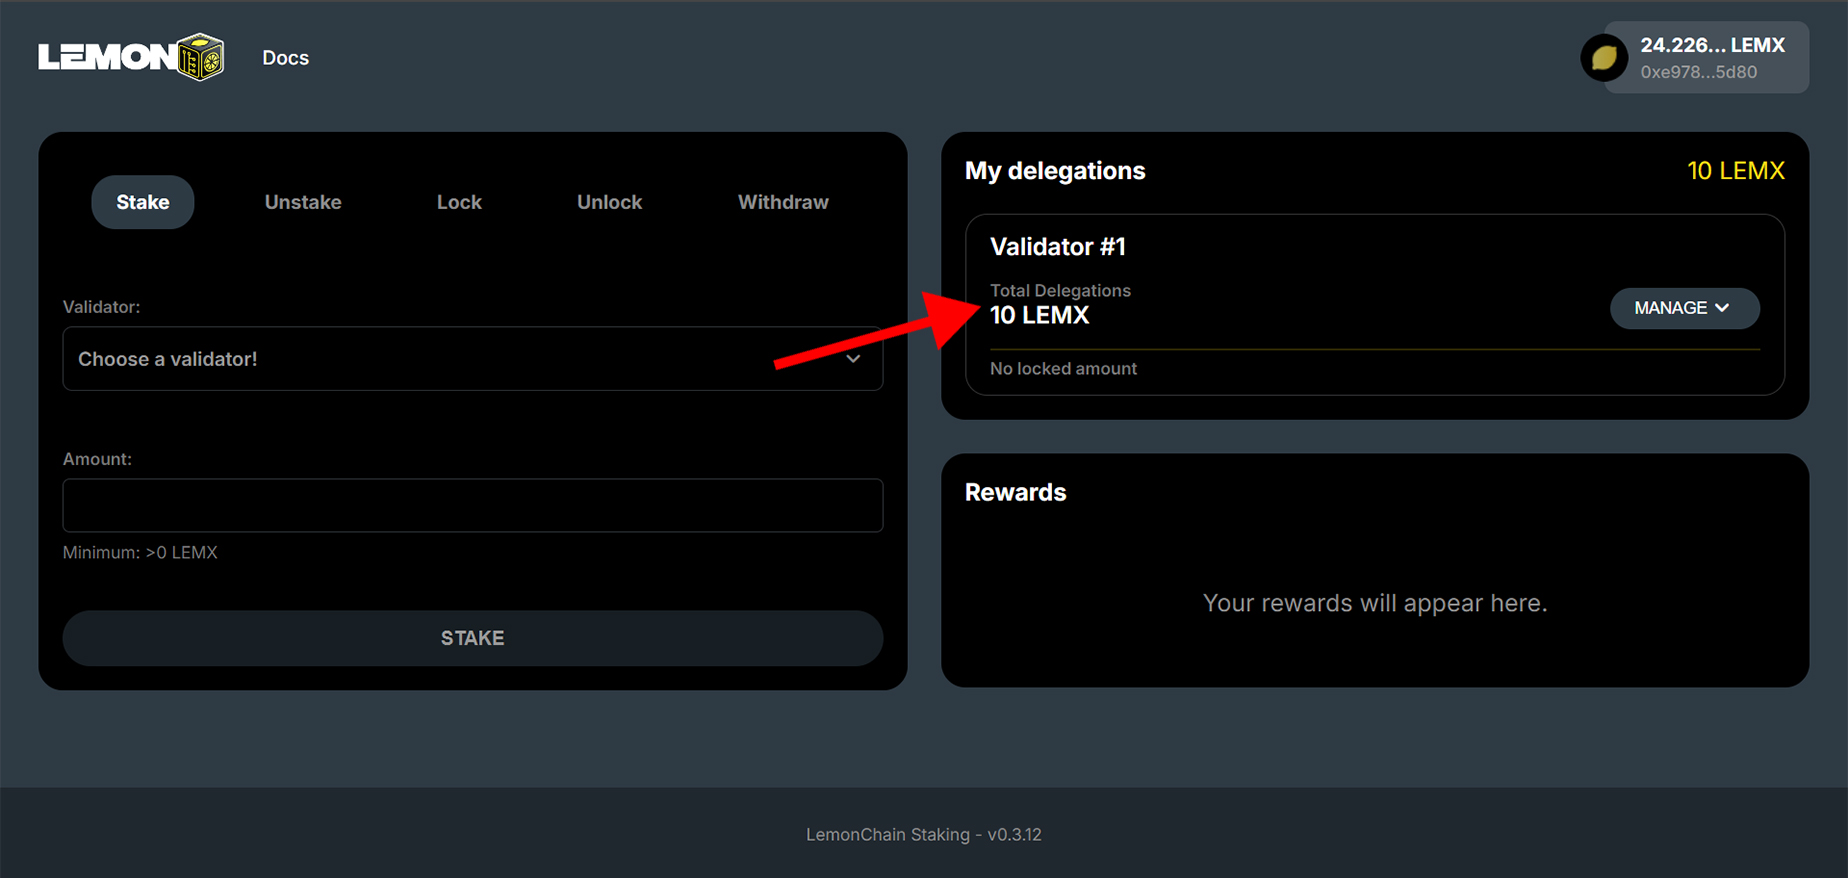 LEMON
Docs
24.226... LEMX
0xe978...5d80
Stake
Unstake
Lock
Unlock
Withdraw
Validator:
Choose a validator!
Amount:
Minimum: >0 LEMX
STAKE
My delegations
10 LEMX
Validator #1
Total Delegations
10 LEMX
MANAGE
No locked amount
Rewards
Your rewards will appear here.
LemonChain Staking - v0.3.12